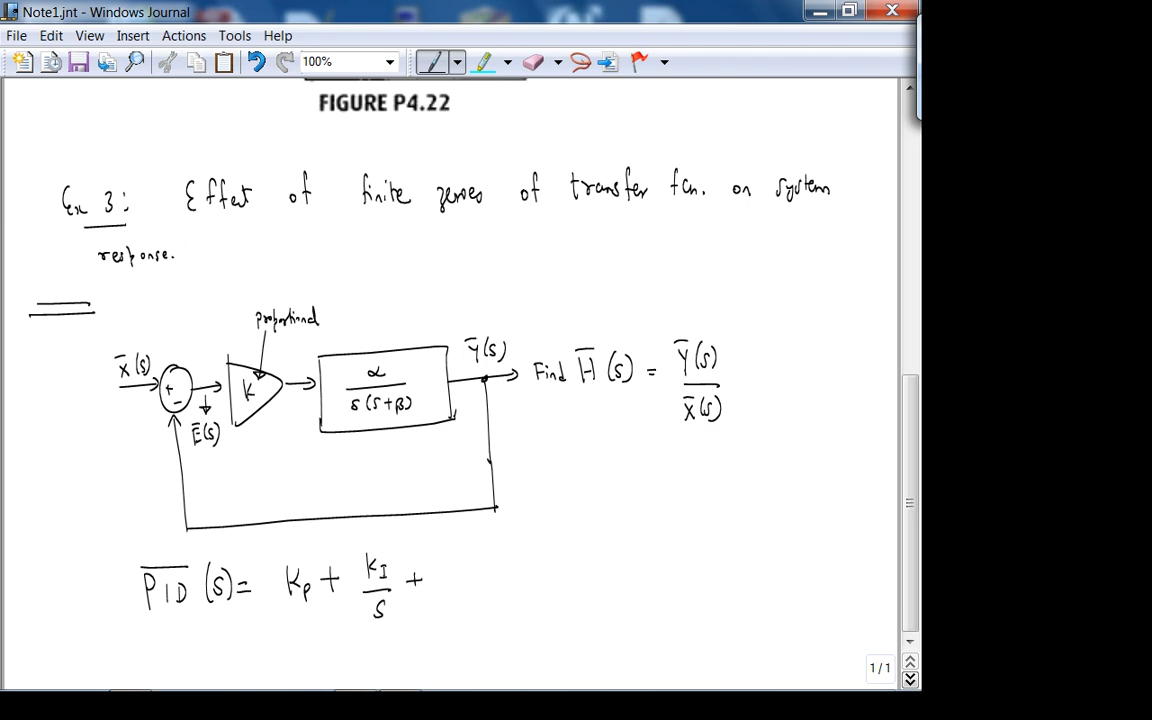 Note1.jnt - Windows Journal
File Edit View Insert Actions Tools Help
100%
FIGURE P4.22
Ex 3: Effect of finite zeroes of transfer fcn. on system
response.
proportional
X̅(s) + - E̅(s) K α / s(s+β) Y̅(s) Find H̅(s) = Y̅(s) / X̅(s)
P̅I̅D̅(s) = Kp + KI / s +
1/1